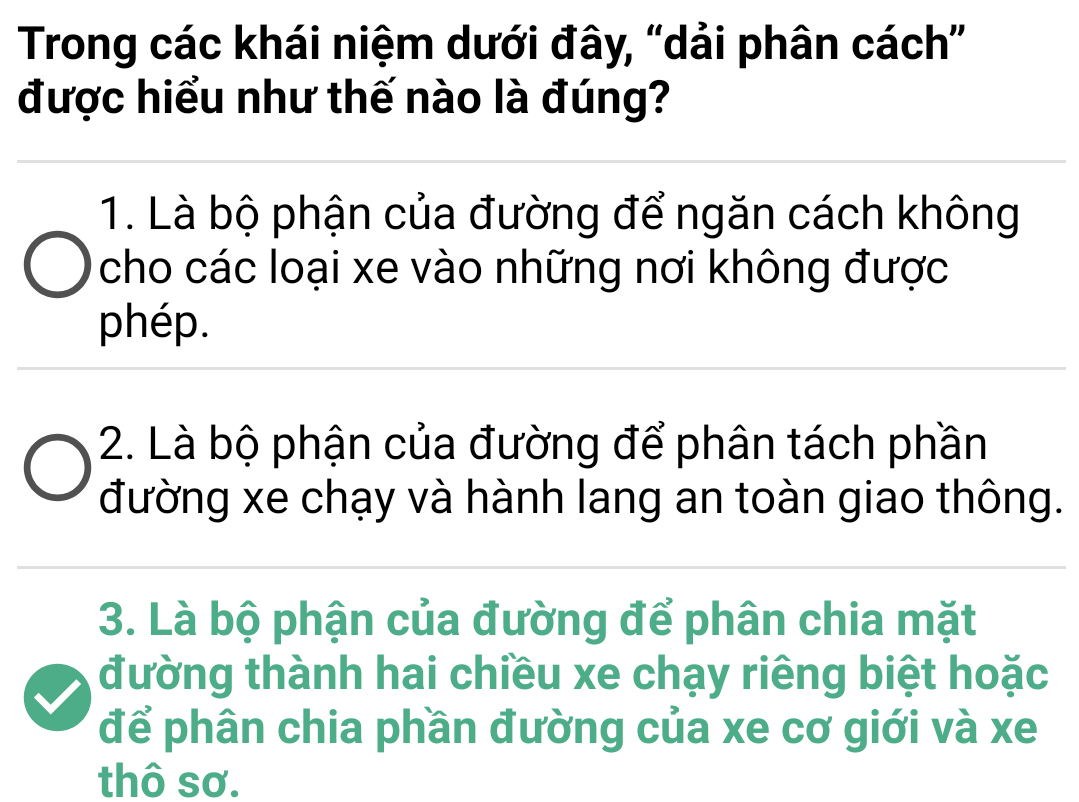 Trong các khái niệm dưới đây, “dải phân cách”
được hiểu như thế nào là đúng?
1. Là bộ phận của đường để ngăn cách không
cho các loại xe vào những nơi không được
phép.
2. Là bộ phận của đường để phân tách phần
đường xe chạy và hành lang an toàn giao thông.
3. Là bộ phận của đường để phân chia mặt
đường thành hai chiều xe chạy riêng biệt hoặc
để phân chia phần đường của xe cơ giới và xe
thô sơ.